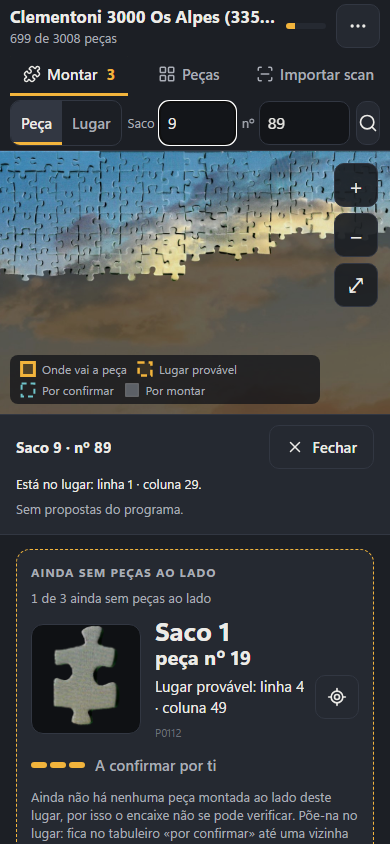 Clementoni 3000 Os Alpes (335...
699 de 3008 peças
Montar 3 Peças Importar scan
Peça Lugar Saco 9 nº 89
Onde vai a peça Lugar provável
Por confirmar Por montar
Saco 9 · nº 89 Fechar
Está no lugar: linha 1 · coluna 29.
Sem propostas do programa.
AINDA SEM PEÇAS AO LADO
1 de 3 ainda sem peças ao lado
Saco 1
peça nº 19
Lugar provável: linha 4
· coluna 49
P0112
A confirmar por ti
Ainda não há nenhuma peça montada ao lado deste
lugar, por isso o encaixe não se pode verificar. Põe-na no
lugar: fica no tabuleiro «por confirmar» até uma vizinha